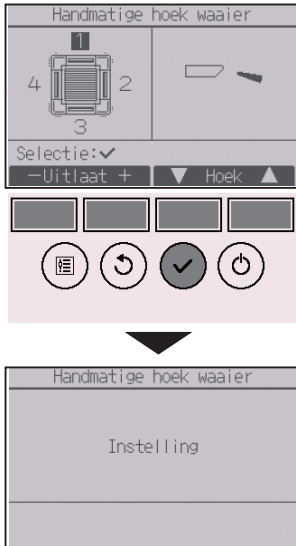 Handmatige hoek waaier
1
4 2
3
Selectie:✓
−Uitlaat + ▼ Hoek ▲
Handmatige hoek waaier
Instelling